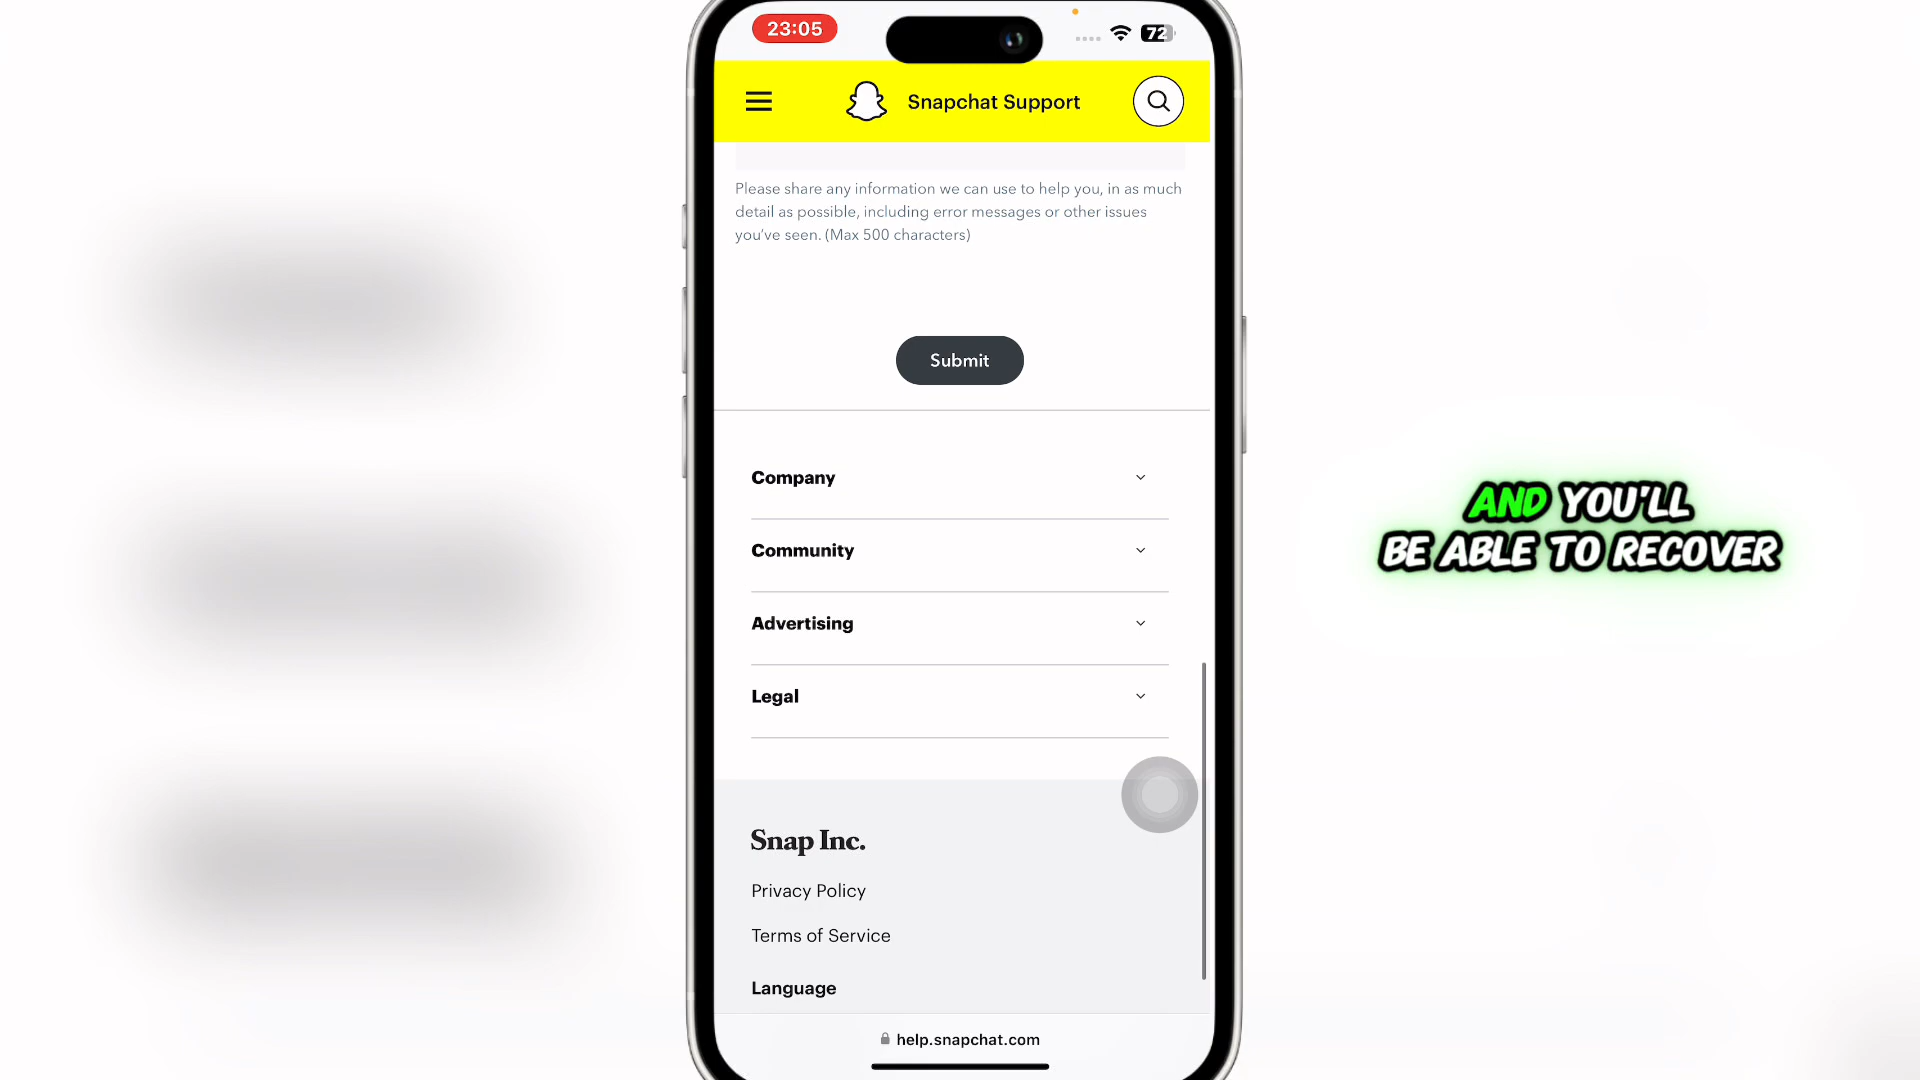 23:05
72
Snapchat Support
Please share any information we can use to help you, in as much
detail as possible, including error messages or other issues
you've seen. (Max 500 characters)
Submit
Company
Community
Advertising
Legal
Snap Inc.
Privacy Policy
Terms of Service
Language
help.snapchat.com
AND YOU'LL
BE ABLE TO RECOVER